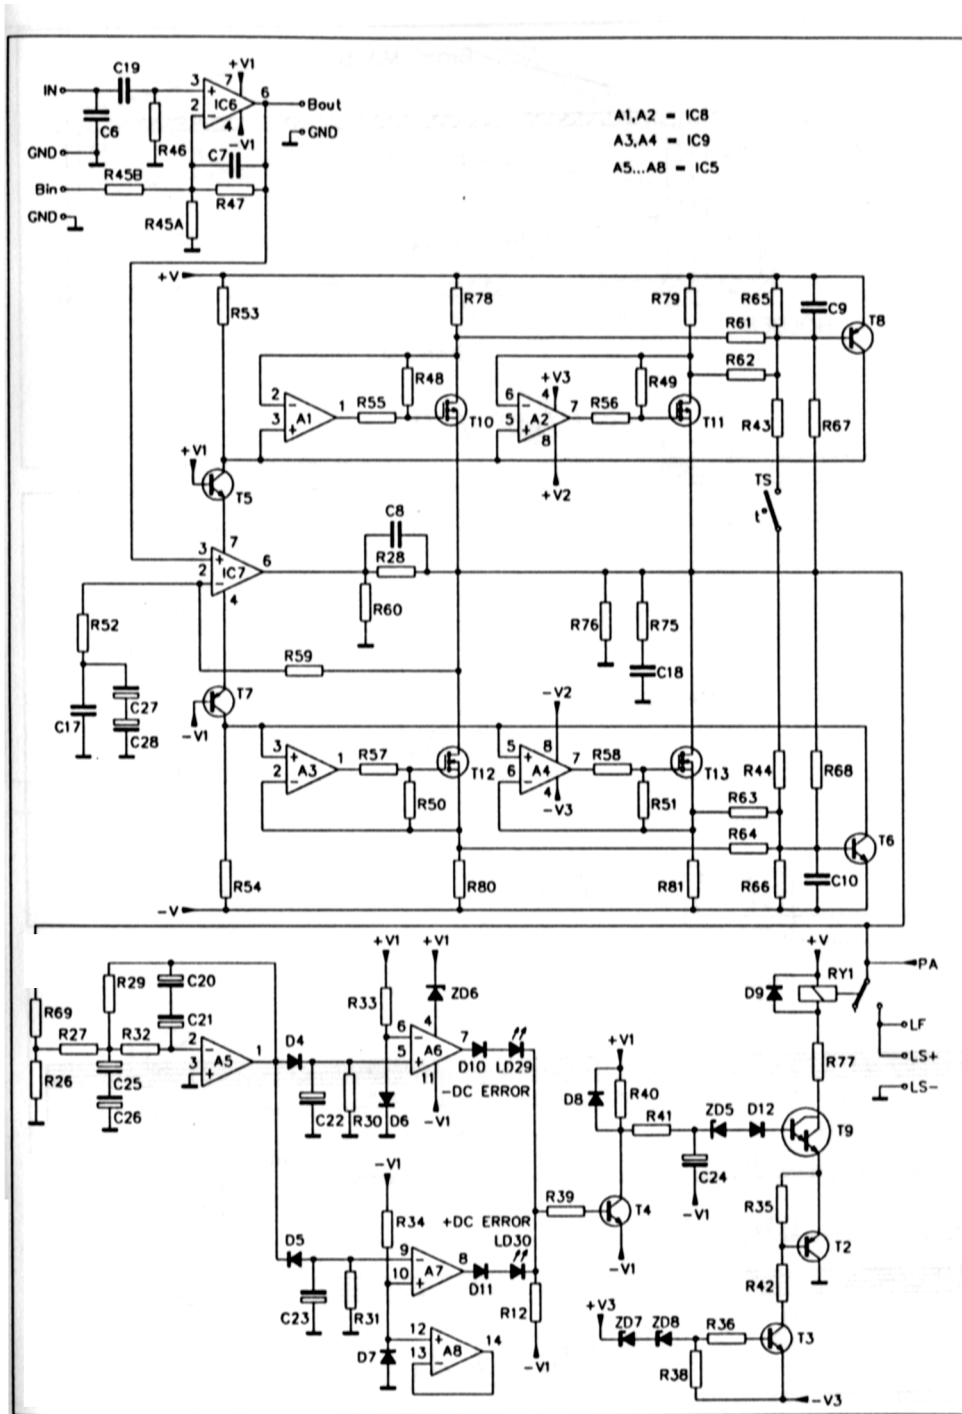 C19
+V1
IN
3
7
6
+
IC6
Bout
2
−
4
C6
−V1
GND
R46
C7
GND
R45B
Bin
R47
GND
R45A
A1,A2 = IC8
A3,A4 = IC9
A5...A8 = IC5
+V
R53
R78
R79
R65
C9
T8
R61
R62
R48
R49
+V3
2
−
A1
1
R55
3
+
T10
6
−
4
A2
7
R56
5
+
8
T11
R43
R67
+V1
T5
+V2
TS
t°
C8
7
3
+
6
R28
2
−
IC7
4
R60
R52
R76
R75
R59
C18
C27
C17
C28
T7
−V1
−V2
3
+
A3
1
R57
2
−
T12
5
+
8
A4
7
R58
6
−
4
T13
R44
R68
R50
−V3
R51
R63
R64
T6
R54
R80
R81
R66
C10
−V
+V1
+V1
+V
PA
RY1
D9
R29
C20
R33
ZD6
R69
C21
LF
R27
R32
2
−
D4
6
−
4
A6
7
LS+
R77
3
+
A5
1
5
+
11
D10
LD29
+V1
R26
C25
−DC ERROR
LS−
C26
C22
R30
D6
−V1
D8
R40
R41
ZD5
D12
T9
−V1
C24
R39
T4
−V1
R35
R34
+DC ERROR
D5
LD30
T2
9
−
8
A7
10
+
D11
−V1
R42
C23
R31
R12
+V3
ZD7
ZD8
R36
T3
12
+
14
D7
13
−
A8
−V1
R38
−V3